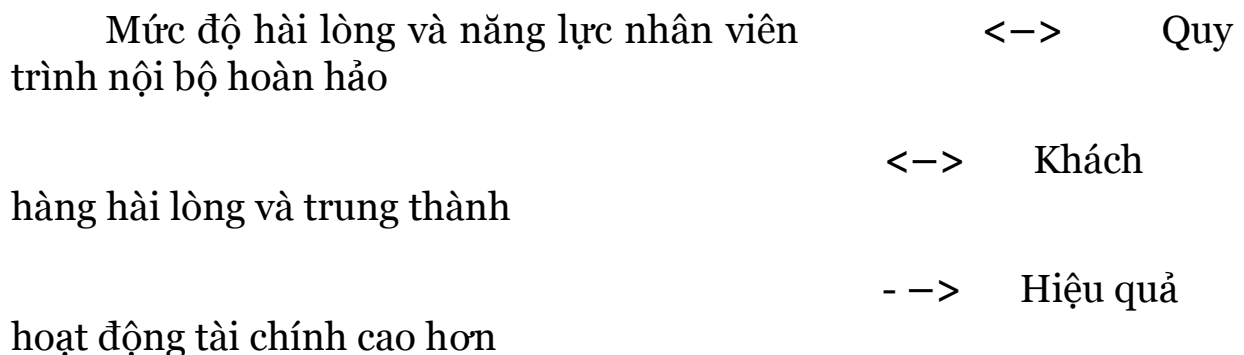 Mức độ hài lòng và năng lực nhân viên <−> Quy
trình nội bộ hoàn hảo
<−> Khách
hàng hài lòng và trung thành
- −> Hiệu quả
hoạt động tài chính cao hơn